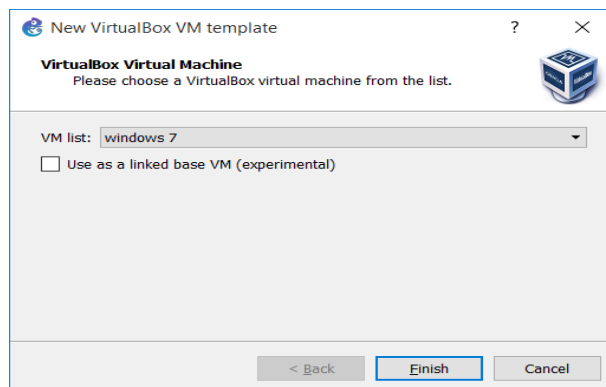 New VirtualBox VM template
?
VirtualBox Virtual Machine
Please choose a VirtualBox virtual machine from the list.
VM list: windows 7
Use as a linked base VM (experimental)
< Back Finish Cancel